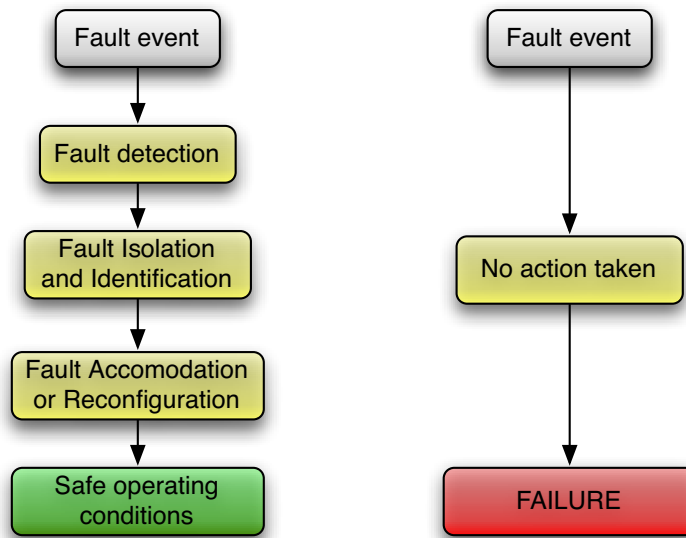 Fault event
Fault detection
Fault Isolation
and Identification
Fault Accomodation
or Reconfiguration
Safe operating
conditions
Fault event
No action taken
FAILURE